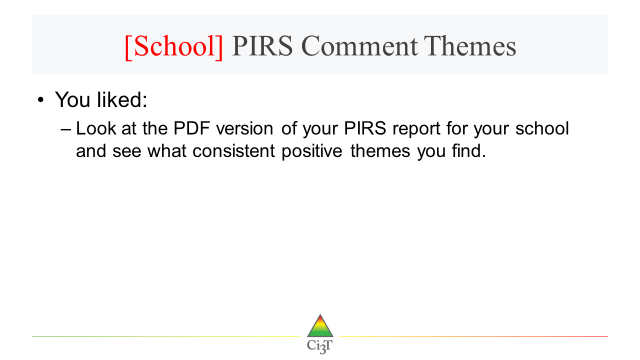 [School] PIRS Comment Themes
• You liked:
– Look at the PDF version of your PIRS report for your school
and see what consistent positive themes you find.
Ci3T